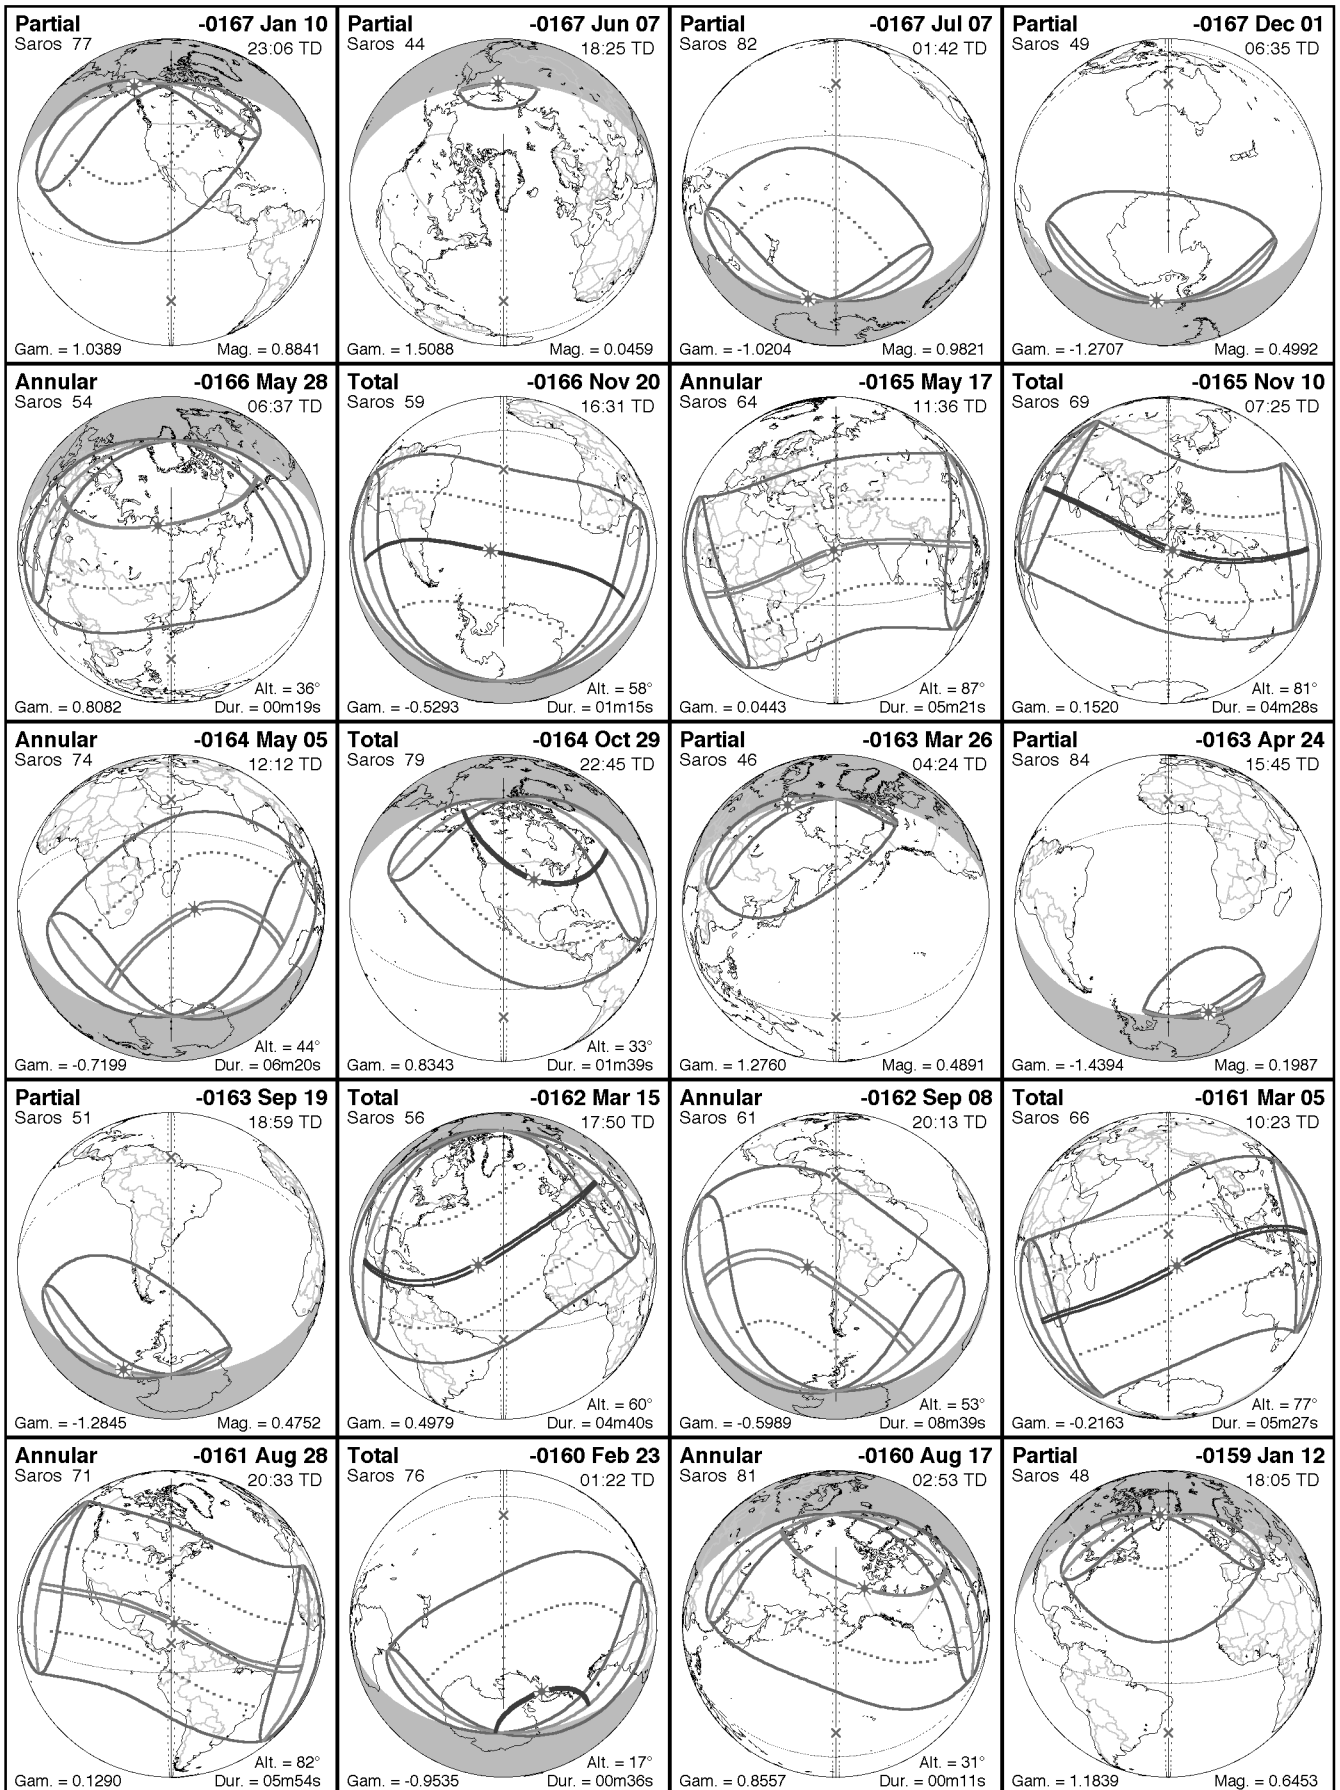 Partial -0167 Jan 10
Saros 77 23:06 TD
Gam. = 1.0389 Mag. = 0.8841
Partial -0167 Jun 07
Saros 44 18:25 TD
Gam. = 1.5088 Mag. = 0.0459
Partial -0167 Jul 07
Saros 82 01:42 TD
Gam. = -1.0204 Mag. = 0.9821
Partial -0167 Dec 01
Saros 49 06:35 TD
Gam. = -1.2707 Mag. = 0.4992
Annular -0166 May 28
Saros 54 06:37 TD
Alt. = 36°
Gam. = 0.8082 Dur. = 00m19s
Total -0166 Nov 20
Saros 59 16:31 TD
Alt. = 58°
Gam. = -0.5293 Dur. = 01m15s
Annular -0165 May 17
Saros 64 11:36 TD
Alt. = 87°
Gam. = 0.0443 Dur. = 05m21s
Total -0165 Nov 10
Saros 69 07:25 TD
Alt. = 81°
Gam. = 0.1520 Dur. = 04m28s
Annular -0164 May 05
Saros 74 12:12 TD
Alt. = 44°
Gam. = -0.7199 Dur. = 06m20s
Total -0164 Oct 29
Saros 79 22:45 TD
Alt. = 33°
Gam. = 0.8343 Dur. = 01m39s
Partial -0163 Mar 26
Saros 46 04:24 TD
Gam. = 1.2760 Mag. = 0.4891
Partial -0163 Apr 24
Saros 84 15:45 TD
Gam. = -1.4394 Mag. = 0.1987
Partial -0163 Sep 19
Saros 51 18:59 TD
Gam. = -1.2845 Mag. = 0.4752
Total -0162 Mar 15
Saros 56 17:50 TD
Alt. = 60°
Gam. = 0.4979 Dur. = 04m40s
Annular -0162 Sep 08
Saros 61 20:13 TD
Alt. = 53°
Gam. = -0.5989 Dur. = 08m39s
Total -0161 Mar 05
Saros 66 10:23 TD
Alt. = 77°
Gam. = -0.2163 Dur. = 05m27s
Annular -0161 Aug 28
Saros 71 20:33 TD
Alt. = 82°
Gam. = 0.1290 Dur. = 05m54s
Total -0160 Feb 23
Saros 76 01:22 TD
Alt. = 17°
Gam. = -0.9535 Dur. = 00m36s
Annular -0160 Aug 17
Saros 81 02:53 TD
Alt. = 31°
Gam. = 0.8557 Dur. = 00m11s
Partial -0159 Jan 12
Saros 48 18:05 TD
Gam. = 1.1839 Mag. = 0.6453